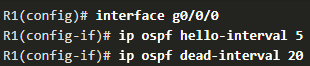 R1(config)# interface g0/0/0
R1(config-if)# ip ospf hello-interval 5
R1(config-if)# ip ospf dead-interval 20